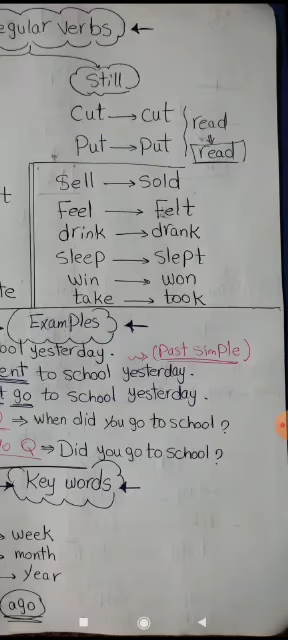 egular verbs ←
Still
Cut → cut
read
Put → Put
read
Sell → Sold
t
Feel → Felt
drink → drank
Sleep → Slept
win → won
te
take → took
Examples ←
ool yesterday. → (Past simple)
ent to school yesterday.
t go to school yesterday.
⇒ when did you go to school?
o Q ⇒ Did you go to school?
→ Key words ←
→ week
→ month
→ year
ago